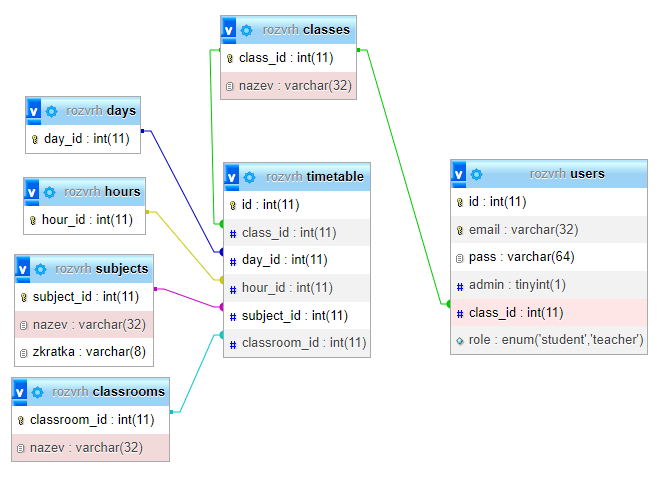 v rozvrh classes
class_id : int(11)
nazev : varchar(32)
v rozvrh days
day_id : int(11)
v rozvrh hours
hour_id : int(11)
v rozvrh subjects
subject_id : int(11)
nazev : varchar(32)
zkratka : varchar(8)
v rozvrh classrooms
classroom_id : int(11)
nazev : varchar(32)
v rozvrh timetable
id : int(11)
# class_id : int(11)
# day_id : int(11)
# hour_id : int(11)
# subject_id : int(11)
# classroom_id : int(11)
v rozvrh users
id : int(11)
email : varchar(32)
pass : varchar(64)
# admin : tinyint(1)
# class_id : int(11)
role : enum('student','teacher')